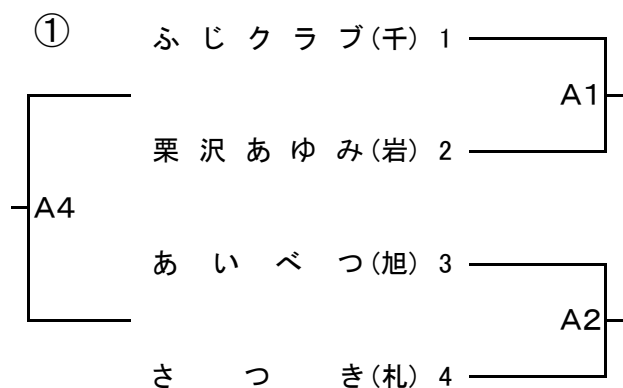 ① ふじクラブ(千) 1
A1
栗沢あゆみ(岩) 2
A4
あいべつ(旭) 3
A2
さつき(札) 4